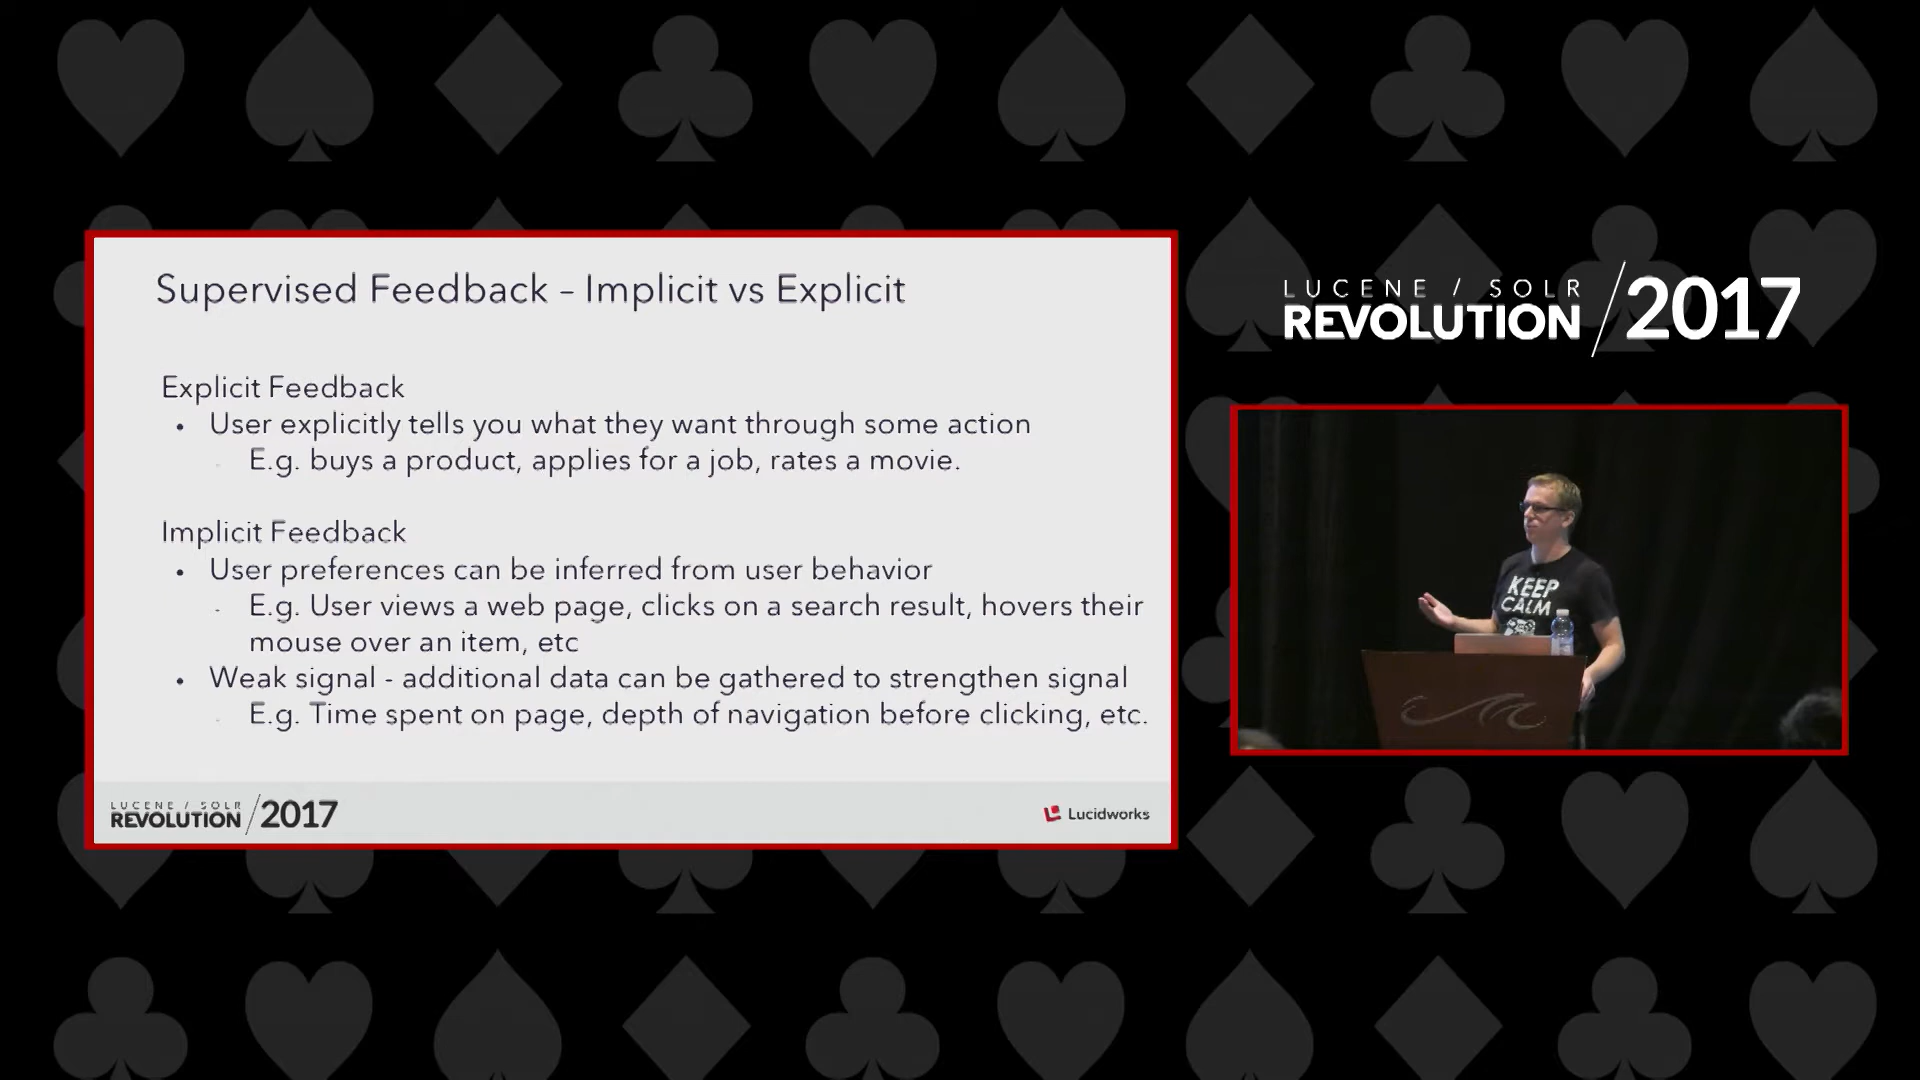 Supervised Feedback – Implicit vs Explicit
Explicit Feedback
• User explicitly tells you what they want through some action
- E.g. buys a product, applies for a job, rates a movie.
Implicit Feedback
• User preferences can be inferred from user behavior
- E.g. User views a web page, clicks on a search result, hovers their
mouse over an item, etc
• Weak signal - additional data can be gathered to strengthen signal
- E.g. Time spent on page, depth of navigation before clicking, etc.
LUCENE / SOLR
REVOLUTION /2017
Lucidworks
LUCENE / SOLR
REVOLUTION /2017
KEEP
CALM